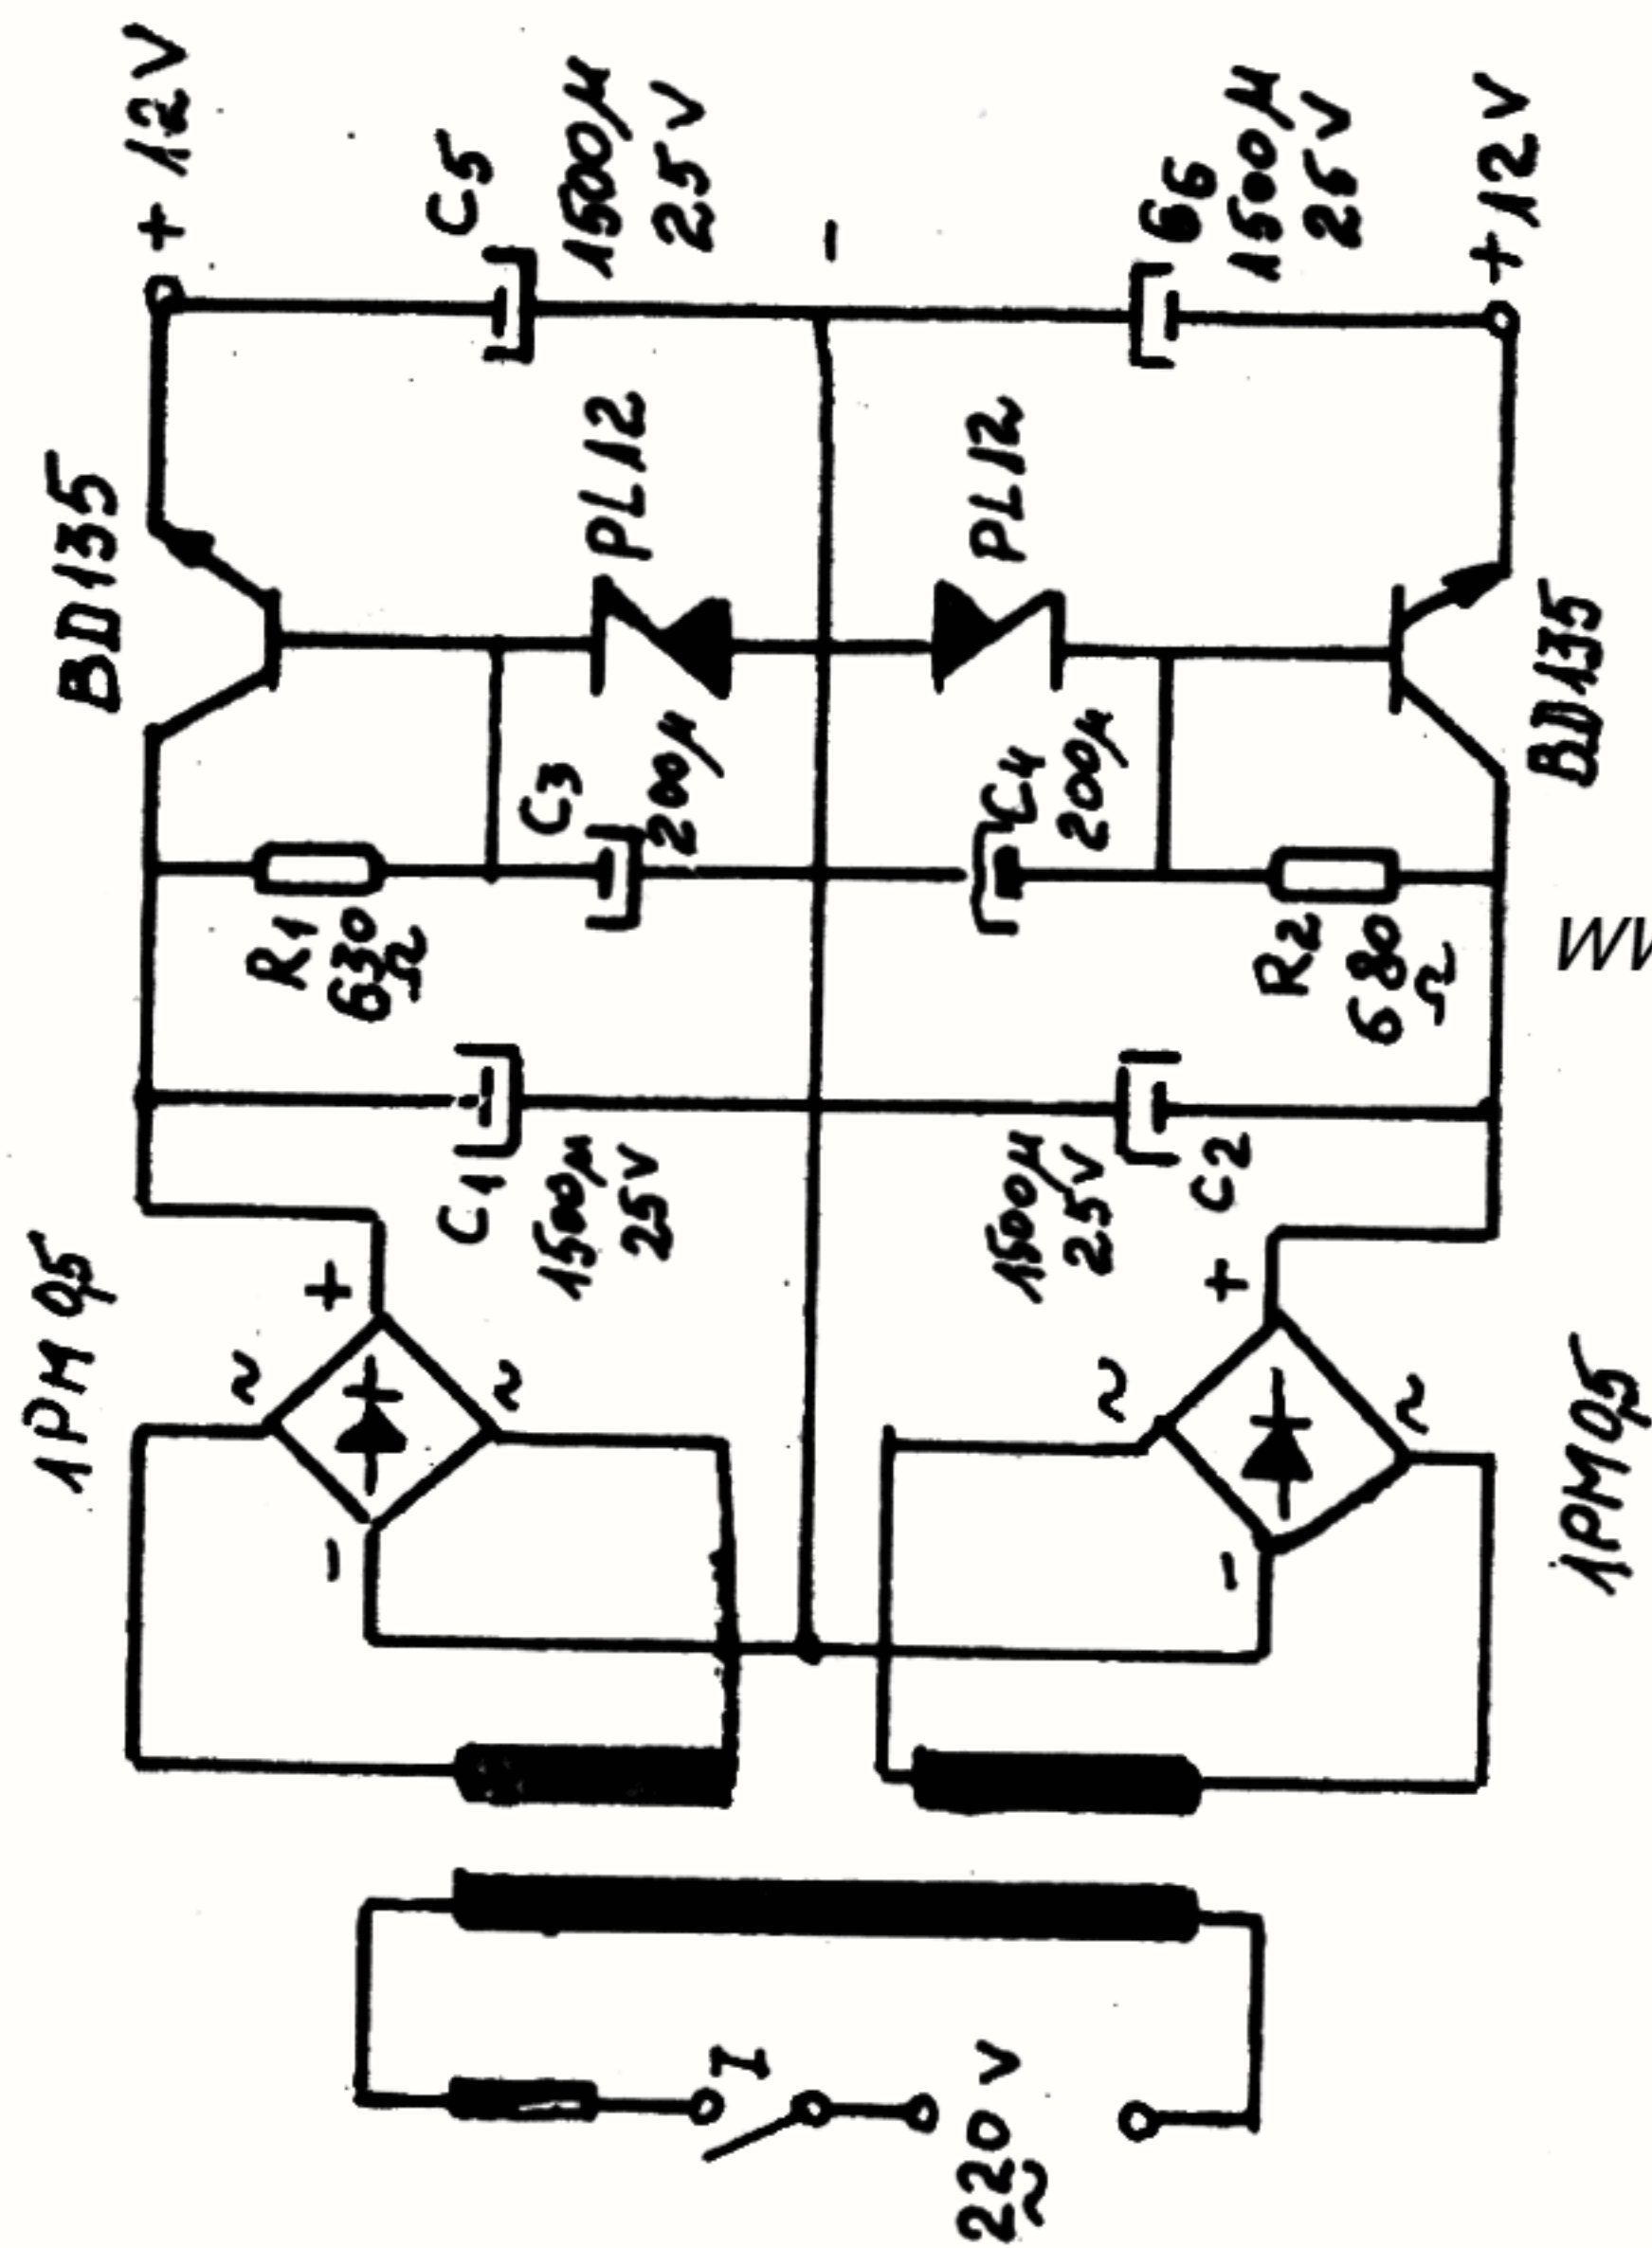 + 12V
C5
1500µ
25V
-
C6
1500µ
25V
+ 12V
BD135
PL12
PL12
BD135
C3
200µ
C4
200µ
R1
630
Ω
R2
680
Ω
C1
1500µ
25V
1500µ
25V
C2
1PM05
+
~
~
-
+
~
~
-
1PM05
I
220V
~